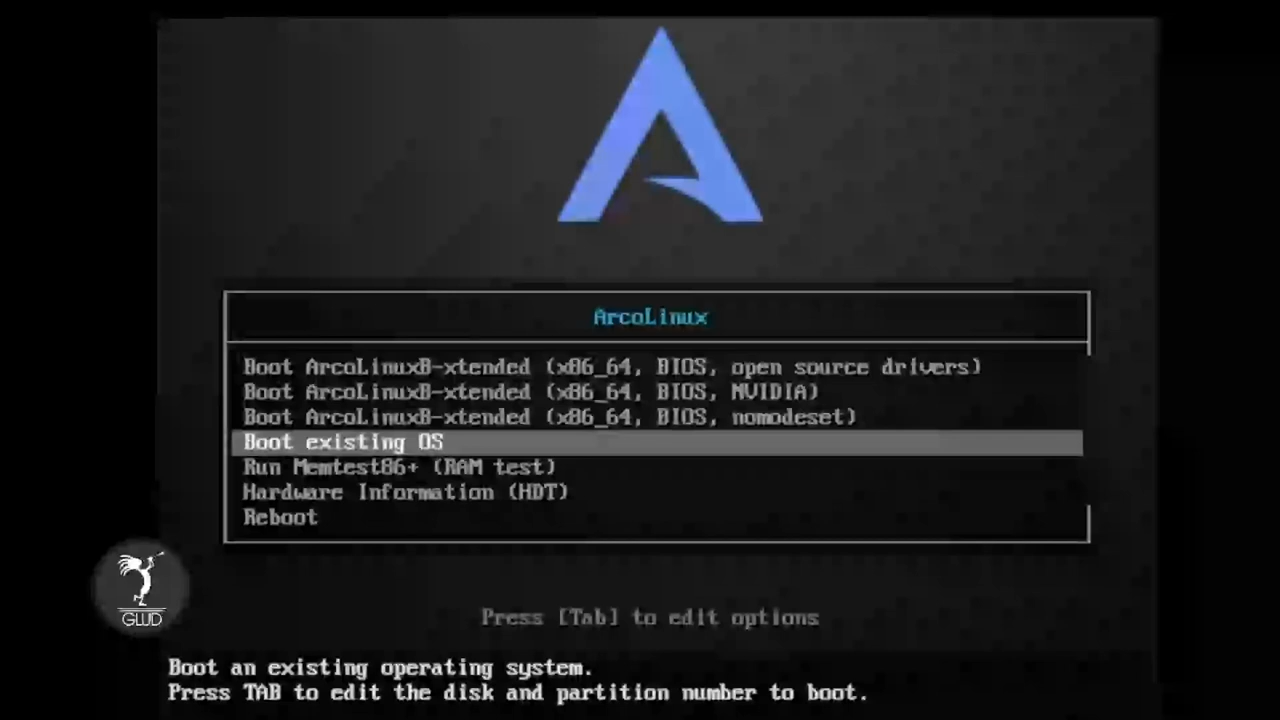 ArcoLinux
Boot ArcoLinuxB-xtended (x86_64, BIOS, open source drivers)
Boot ArcoLinuxB-xtended (x86_64, BIOS, NVIDIA)
Boot ArcoLinuxB-xtended (x86_64, BIOS, nomodeset)
Boot existing OS
Run Memtest86+ (RAM test)
Hardware Information (HDT)
Reboot
GLUD
Press [Tab] to edit options
Boot an existing operating system.
Press TAB to edit the disk and partition number to boot.